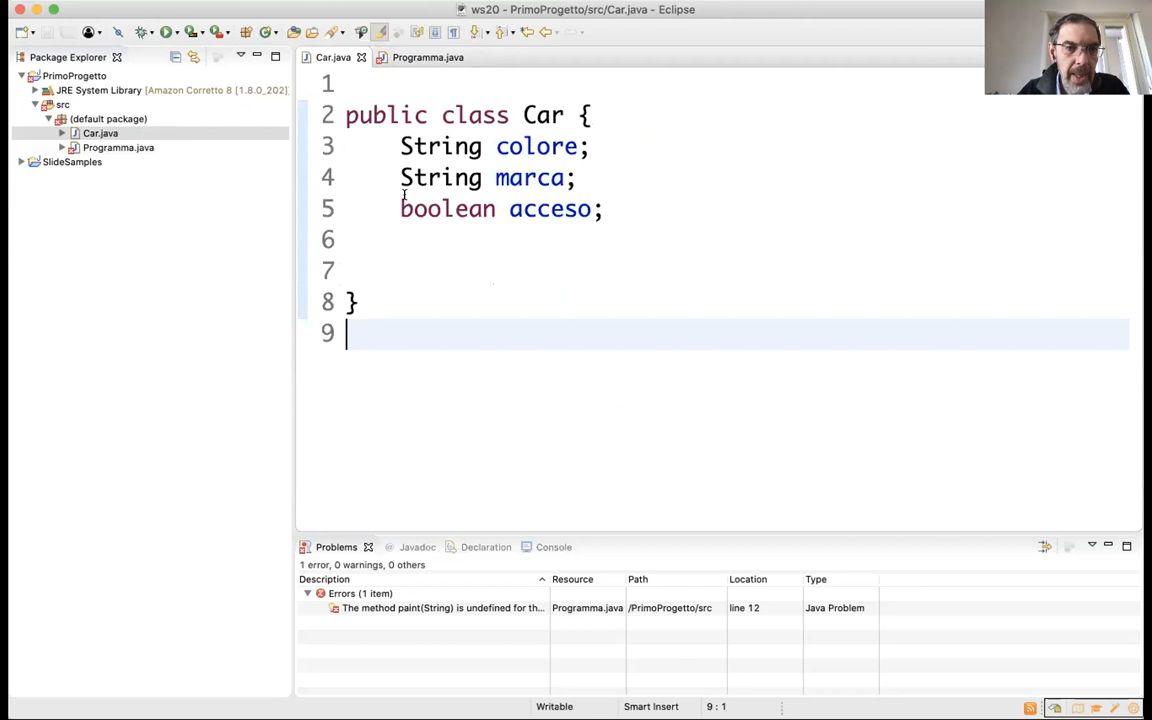 ws20 - PrimoProgetto/src/Car.java - Eclipse
Package Explorer
PrimoProgetto
JRE System Library [Amazon Corretto 8 [1.8.0_202]
src
(default package)
Car.java
Programma.java
SlideSamples
Car.java
Programma.java
1
2 public class Car {
3 String colore;
4 String marca;
5 boolean acceso;
6
7
8 }
9
Problems Javadoc Declaration Console
1 error, 0 warnings, 0 others
Description Resource Path Location Type
Errors (1 item)
The method paint(String) is undefined for th... Programma.java /PrimoProgetto/src line 12 Java Problem
Writable Smart Insert 9 : 1